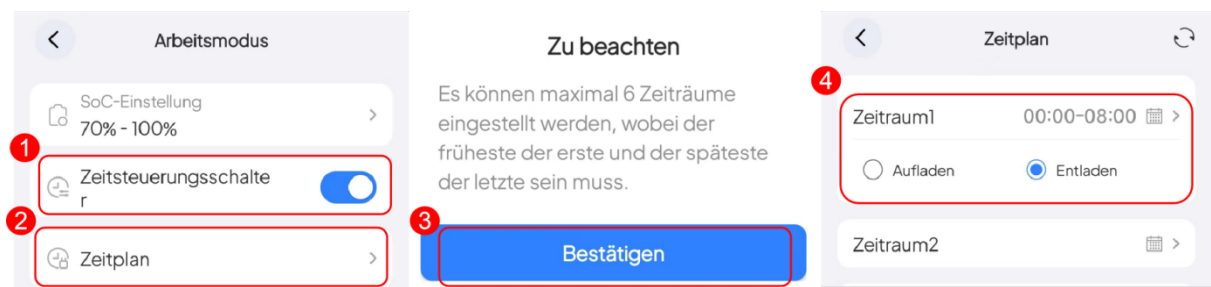 Arbeitsmodus
SoC-Einstellung
70% - 100%
1
Zeitsteuerungsschalte
r
2
Zeitplan
Zu beachten
Es können maximal 6 Zeiträume
eingestellt werden, wobei der
früheste der erste und der späteste
der letzte sein muss.
3
Bestätigen
Zeitplan
4
Zeitraum1 00:00-08:00
Aufladen Entladen
Zeitraum2